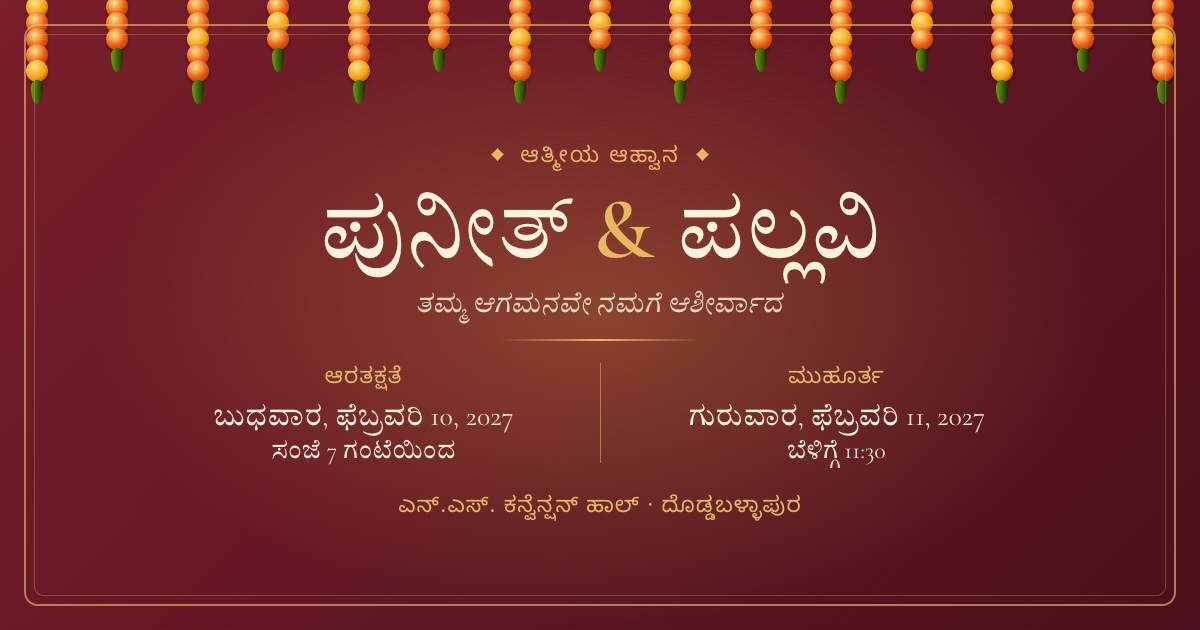 ಆತ್ಮೀಯ ಆಹ್ವಾನ
ಪುನೀತ್ & ಪಲ್ಲವಿ
ತಮ್ಮ ಆಗಮನವೇ ನಮಗೆ ಆಶೀರ್ವಾದ
ಆರತಕ್ಷತೆ
ಬುಧವಾರ, ಫೆಬ್ರವರಿ 10, 2027
ಸಂಜೆ 7 ಗಂಟೆಯಿಂದ
ಮುಹೂರ್ತ
ಗುರುವಾರ, ಫೆಬ್ರವರಿ 11, 2027
ಬೆಳಿಗ್ಗೆ 11:30
ಎನ್.ಎಸ್. ಕನ್ವೆನ್ಷನ್ ಹಾಲ್ · ದೊಡ್ಡಬಳ್ಳಾಪುರ